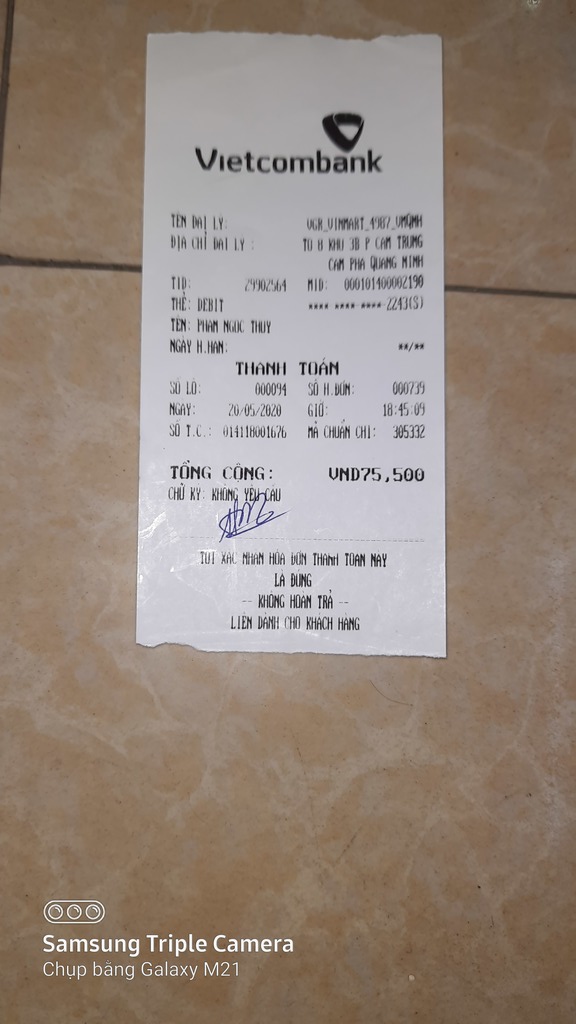 Vietcombank
TÊN ĐẠI LÝ: VGR_VINMART_4987_VMQNH
ĐỊA CHỈ ĐẠI LÝ : TO 8 KHU 3B P CAM TRUNG
CAM PHA QUANG NINH
TID: 29902564 MID: 000101400002190
THẺ: DEBIT **** **** **** 2243(S)
TÊN: PHAM NGOC THUY
NGÀY H.HẠN: **/**
THANH TOÁN
SỐ LÔ: 000094 SỐ H.ĐƠN: 000739
NGÀY: 20/05/2020 GIỜ: 18:45:09
SỐ T.C.: 014118001676 MÃ CHUẨN CHI: 305332
TỔNG CỘNG: VND75,500
CHỮ KÝ: KHÔNG YÊU CẦU
TÔI XÁC NHẬN HÓA ĐƠN THANH TOÁN NÀY
LÀ ĐÚNG
-- KHÔNG HOÀN TRẢ --
LIÊN DÀNH CHO KHÁCH HÀNG
Samsung Triple Camera
Chụp bằng Galaxy M21